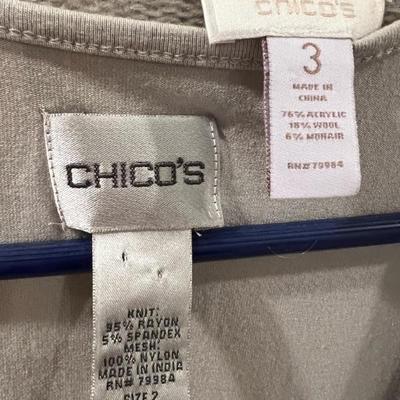 CHICO'S
3
MADE IN
CHINA
76% ACRYLIC
18% WOOL
6% MOHAIR
RN# 79984
CHICO'S
KNIT:
95% RAYON
5% SPANDEX
MESH:
100% NYLON
MADE IN INDIA
RN# 79984
SIZE 2